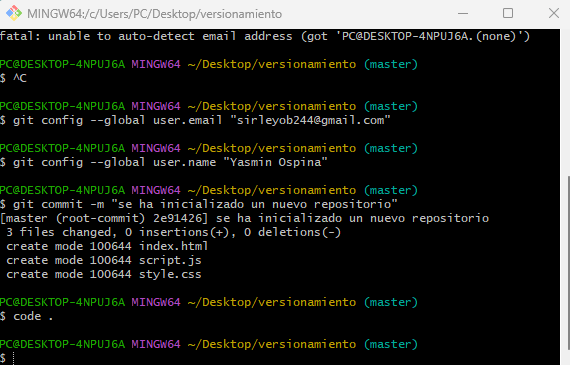 MINGW64:/c/Users/PC/Desktop/versionamiento
fatal: unable to auto-detect email address (got 'PC@DESKTOP-4NPUJ6A.(none)')
PC@DESKTOP-4NPUJ6A MINGW64 ~/Desktop/versionamiento (master)
$ ^C
PC@DESKTOP-4NPUJ6A MINGW64 ~/Desktop/versionamiento (master)
$ git config --global user.email "sirleyob244@gmail.com"
PC@DESKTOP-4NPUJ6A MINGW64 ~/Desktop/versionamiento (master)
$ git config --global user.name "Yasmin Ospina"
PC@DESKTOP-4NPUJ6A MINGW64 ~/Desktop/versionamiento (master)
$ git commit -m "se ha inicializado un nuevo repositorio"
[master (root-commit) 2e91426] se ha inicializado un nuevo repositorio
 3 files changed, 0 insertions(+), 0 deletions(-)
 create mode 100644 index.html
 create mode 100644 script.js
 create mode 100644 style.css
PC@DESKTOP-4NPUJ6A MINGW64 ~/Desktop/versionamiento (master)
$ code .
PC@DESKTOP-4NPUJ6A MINGW64 ~/Desktop/versionamiento (master)
$